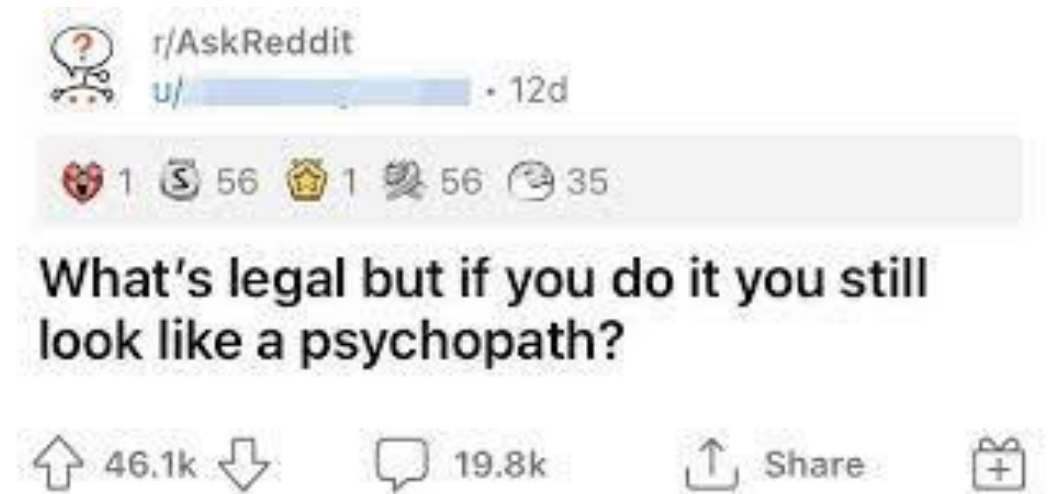 r/AskReddit
u/ • 12d
1 56 1 56 35
What's legal but if you do it you still
look like a psychopath?
46.1k 19.8k Share